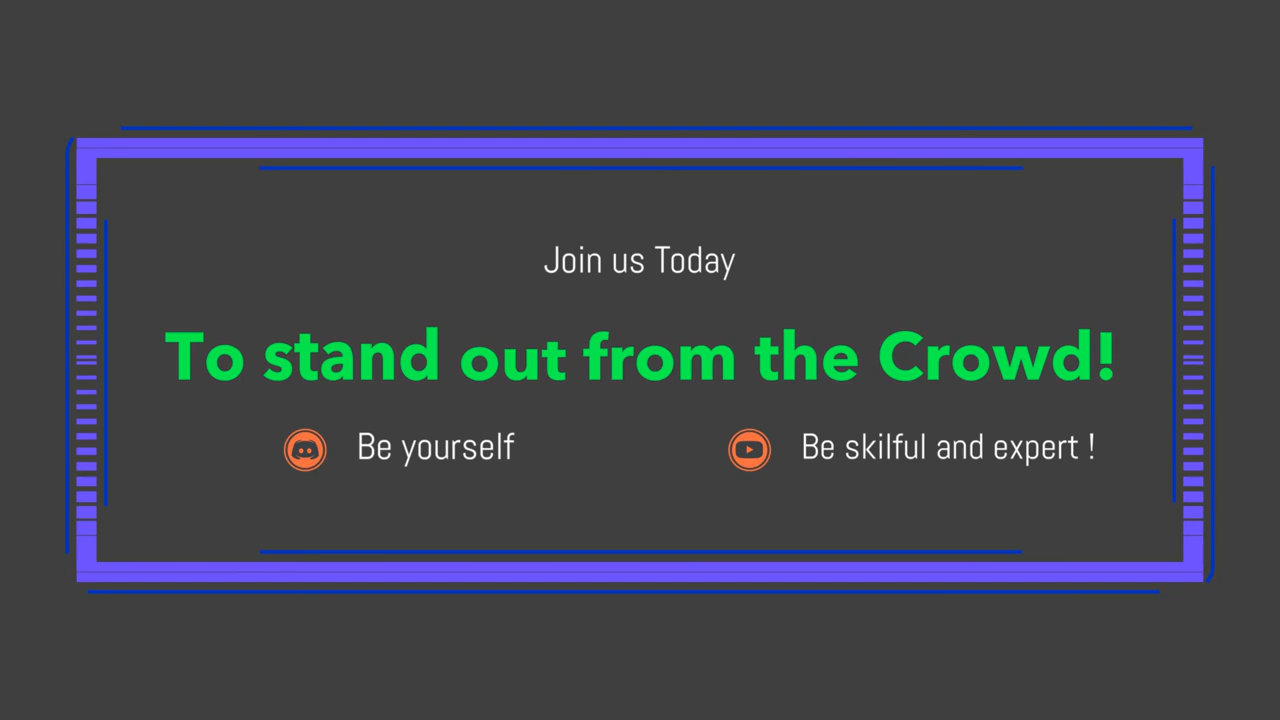 Join us Today
To stand out from the Crowd!
Be yourself
Be skilful and expert !